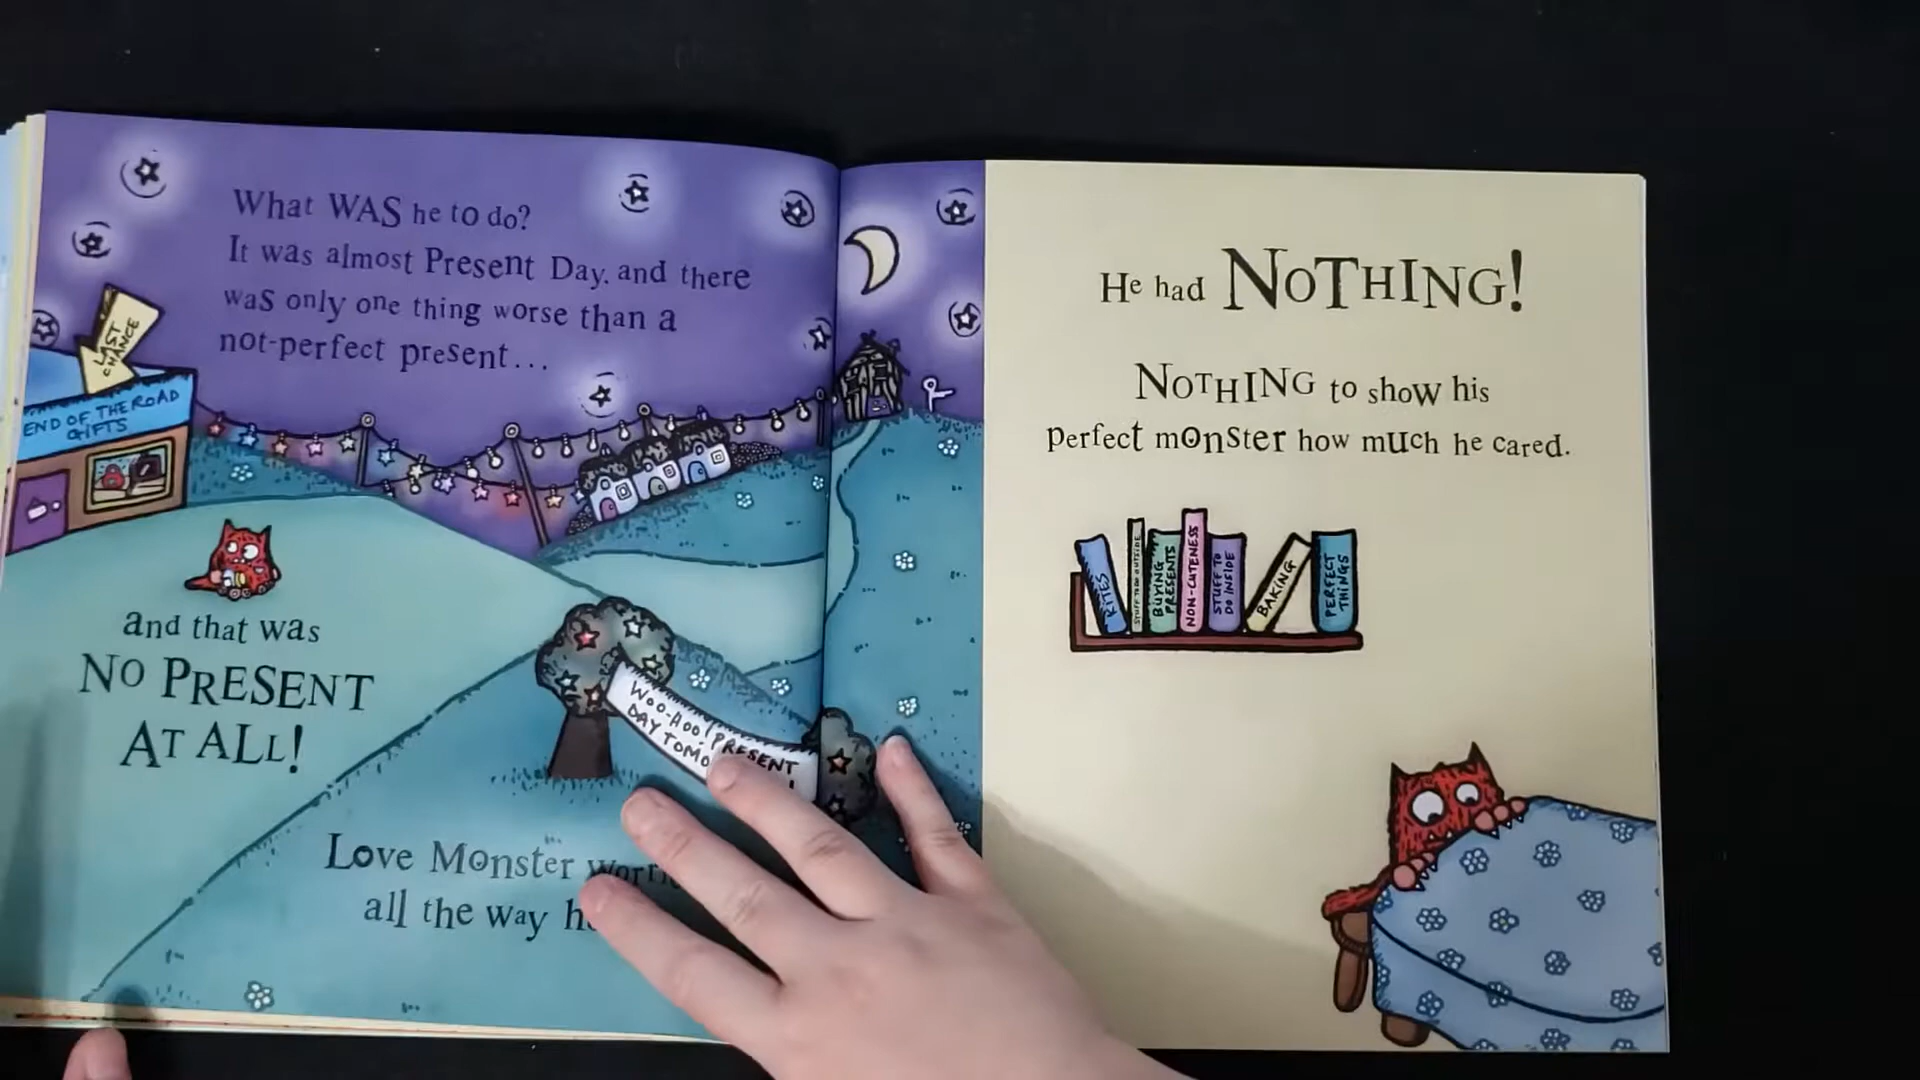 What WAS he to do?
It was almost Present Day, and there
was only one thing worse than a
not-perfect present...
LAST
CHANCE
END OF THE ROAD
GIFTS
and that was
NO PRESENT
AT ALL!
WOO-HOO! PRESENT
DAY
Love Monster
all the way
He had NOTHING!
NOTHING to show his
perfect monster how much he cared.
KITES
STUFF TO DO OUTSIDE
BUYING
PRESENTS
NON-CUTENESS
STUFF TO
DO INSIDE
BAKING
PERFECT
THINGS